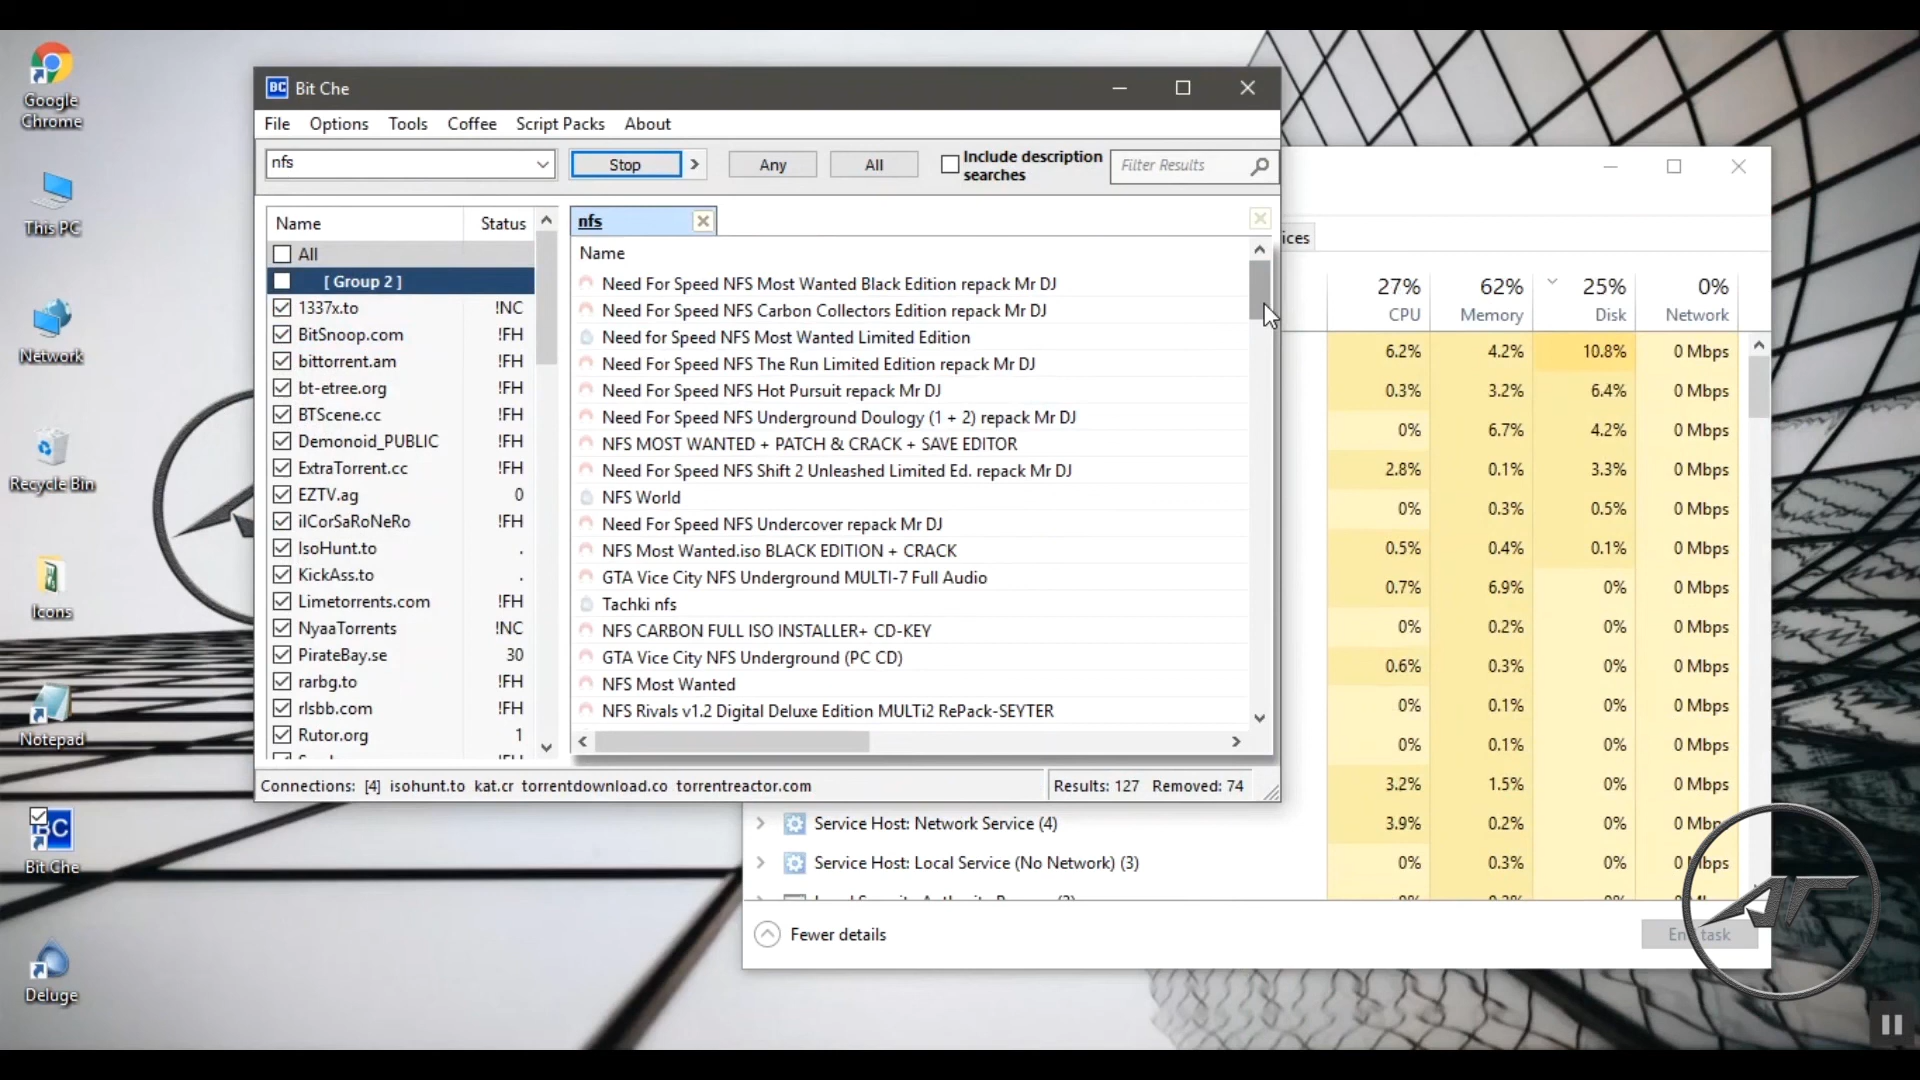 Google
Chrome
This PC
Network
Recycle Bin
Icons
Notepad
BC
Bit Che
Deluge
BC Bit Che
File Options Tools Coffee Script Packs About
nfs
Stop > Any All
Include description
searches
Filter Results
Name Status
All
[ Group 2 ]
1337x.to !NC
BitSnoop.com !FH
bittorrent.am !FH
bt-etree.org !FH
BTScene.cc !FH
Demonoid_PUBLIC !FH
ExtraTorrent.cc !FH
EZTV.ag 0
ilCorSaRoNeRo !FH
IsoHunt.to .
KickAss.to .
Limetorrents.com !FH
NyaaTorrents !NC
PirateBay.se 30
rarbg.to !FH
rlsbb.com !FH
Rutor.org 1
nfs
Name
Need For Speed NFS Most Wanted Black Edition repack Mr DJ
Need For Speed NFS Carbon Collectors Edition repack Mr DJ
Need for Speed NFS Most Wanted Limited Edition
Need For Speed NFS The Run Limited Edition repack Mr DJ
Need For Speed NFS Hot Pursuit repack Mr DJ
Need For Speed NFS Underground Doulogy (1 + 2) repack Mr DJ
NFS MOST WANTED + PATCH & CRACK + SAVE EDITOR
Need For Speed NFS Shift 2 Unleashed Limited Ed. repack Mr DJ
NFS World
Need For Speed NFS Undercover repack Mr DJ
NFS Most Wanted.iso BLACK EDITION + CRACK
GTA Vice City NFS Underground MULTI-7 Full Audio
Tachki nfs
NFS CARBON FULL ISO INSTALLER+ CD-KEY
GTA Vice City NFS Underground (PC CD)
NFS Most Wanted
NFS Rivals v1.2 Digital Deluxe Edition MULTi2 RePack-SEYTER
Connections: [4] isohunt.to kat.cr torrentdownload.co torrentreactor.com
Results: 127 Removed: 74
ices
27% 62% 25% 0%
CPU Memory Disk Network
6.2% 4.2% 10.8% 0 Mbps
0.3% 3.2% 6.4% 0 Mbps
0% 6.7% 4.2% 0 Mbps
2.8% 0.1% 3.3% 0 Mbps
0% 0.3% 0.5% 0 Mbps
0.5% 0.4% 0.1% 0 Mbps
0.7% 6.9% 0% 0 Mbps
0% 0.2% 0% 0 Mbps
0.6% 0.3% 0% 0 Mbps
0% 0.1% 0% 0 Mbps
0% 0.1% 0% 0 Mbps
3.2% 1.5% 0% 0 Mbps
Service Host: Network Service (4) 3.9% 0.2% 0% 0 Mbps
Service Host: Local Service (No Network) (3) 0% 0.3% 0% 0 Mbps
Fewer details
End task